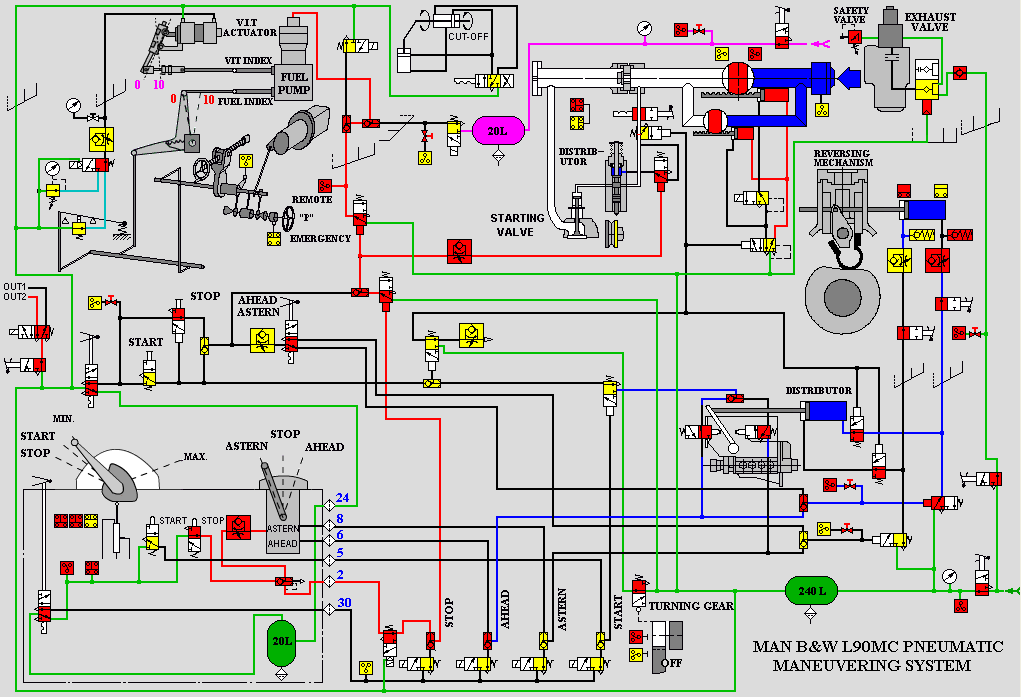 V.I.T
ACTUATOR
VIT INDEX
0 10
0 10
FUEL INDEX
FUEL
PUMP
CUT-OFF
SAFETY
VALVE
EXHAUST
VALVE
20L
DISTRIB-
UTOR
STARTING
VALVE
REVERSING
MECHANISM
REMOTE
"P"
EMERGENCY
OUT1
OUT2
STOP
START
AHEAD
ASTERN
DISTRIBUTOR
MIN.
START
STOP
MAX.
STOP
ASTERN
AHEAD
START
STOP
ASTERN
AHEAD
24
8
6
5
2
30
20L
STOP
AHEAD
ASTERN
START
TURNING GEAR
OFF
240 L
MAN B&W L90MC PNEUMATIC
MANEUVERING SYSTEM